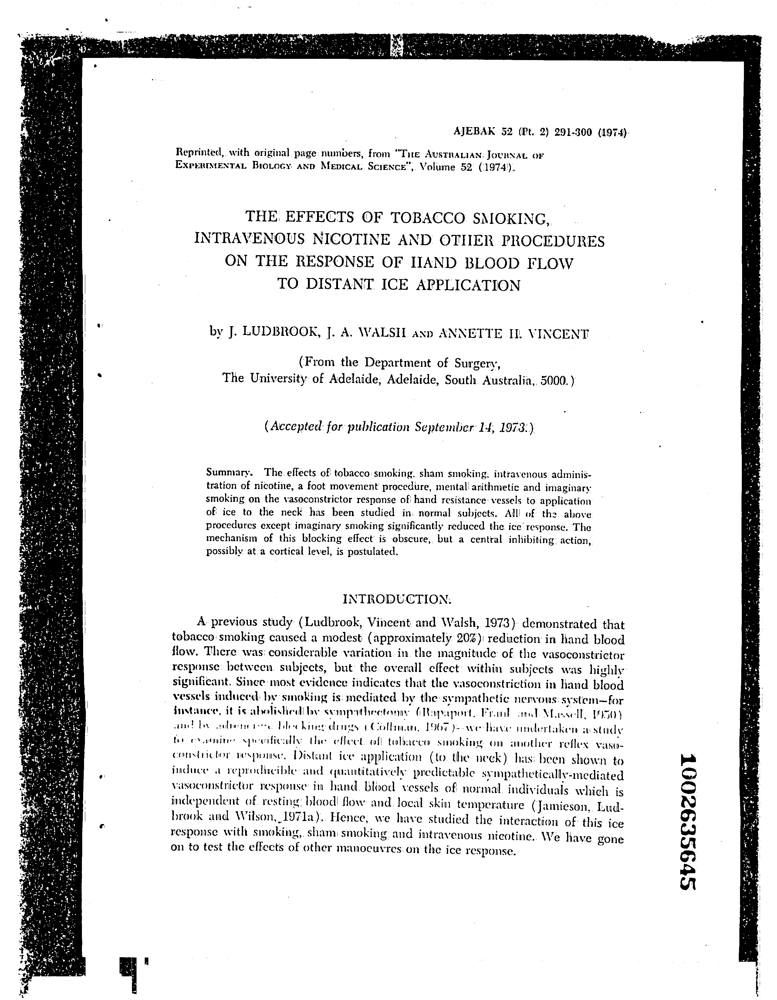 AJEBAK 52 (Pt. 2) 291-300 (1974)
Reprinted, with original page numbers, from "THE AUSTRALIAN JOURNAL OF
EXPERIMENTAL BIOLOGY AND MEDICAL SCIENCE", Volume 52 (1974).
THE EFFECTS OF TOBACCO SMOKING,
INTRAVENOUS NICOTINE AND OTHER PROCEDURES
ON THE RESPONSE OF HAND BLOOD FLOW
TO DISTANT ICE APPLICATION
by J. LUDBROOK, J. A. WALSH AND ANNETTE H. VINCENT
(From the Department of Surgery,
The University of Adelaide, Adelaide, South Australia, 5000.)
(Accepted for publication September 14, 1973.)
Summary. The effects of tobacco smoking, sham smoking, intravenous adminis-
tration of nicotine, a foot movement procedure, mental arithmetic and imaginary
smoking on the vasoconstrictor response of hand resistance vessels to application
of ice to the neck has been studied in normal subjects. All of the above
procedures except imaginary smoking significantly reduced the ice response. The
mechanism of this blocking effect is obscure, but a central inhibiting action,
possibly at a cortical level, is postulated.
INTRODUCTION.
A previous study (Ludbrook, Vincent and Walsh, 1973) demonstrated that
tobacco smoking caused a modest (approximately 20%) reduction in hand blood
flow. There was considerable variation in the magnitude of the vasoconstrictor
response between subjects, but the overall effect within subjects was highly
significant. Since most evidence indicates that the vasoconstriction in hand blood
vessels induced by smoking is mediated by the sympathetic nervous system—for
instance, it is abolished by sympathectomy (Rapaport, Frank and Massell, 1950)
and by blocking drugs (Coffman, 1967)—we have undertaken a study
to examine specifically the effect of tobacco smoking on another reflex vaso-
constrictor response. Distant ice application (to the neck) has been shown to
induce a reproducible and quantitatively predictable sympathetically-mediated
vasoconstrictor response in hand blood vessels of normal individuals which is
independent of resting blood flow and local skin temperature (Jamieson, Lud-
brook and Wilson, 1971a). Hence, we have studied the interaction of this ice
response with smoking, sham smoking and intravenous nicotine. We have gone
on to test the effects of other manoeuvres on the ice response.
1002635645